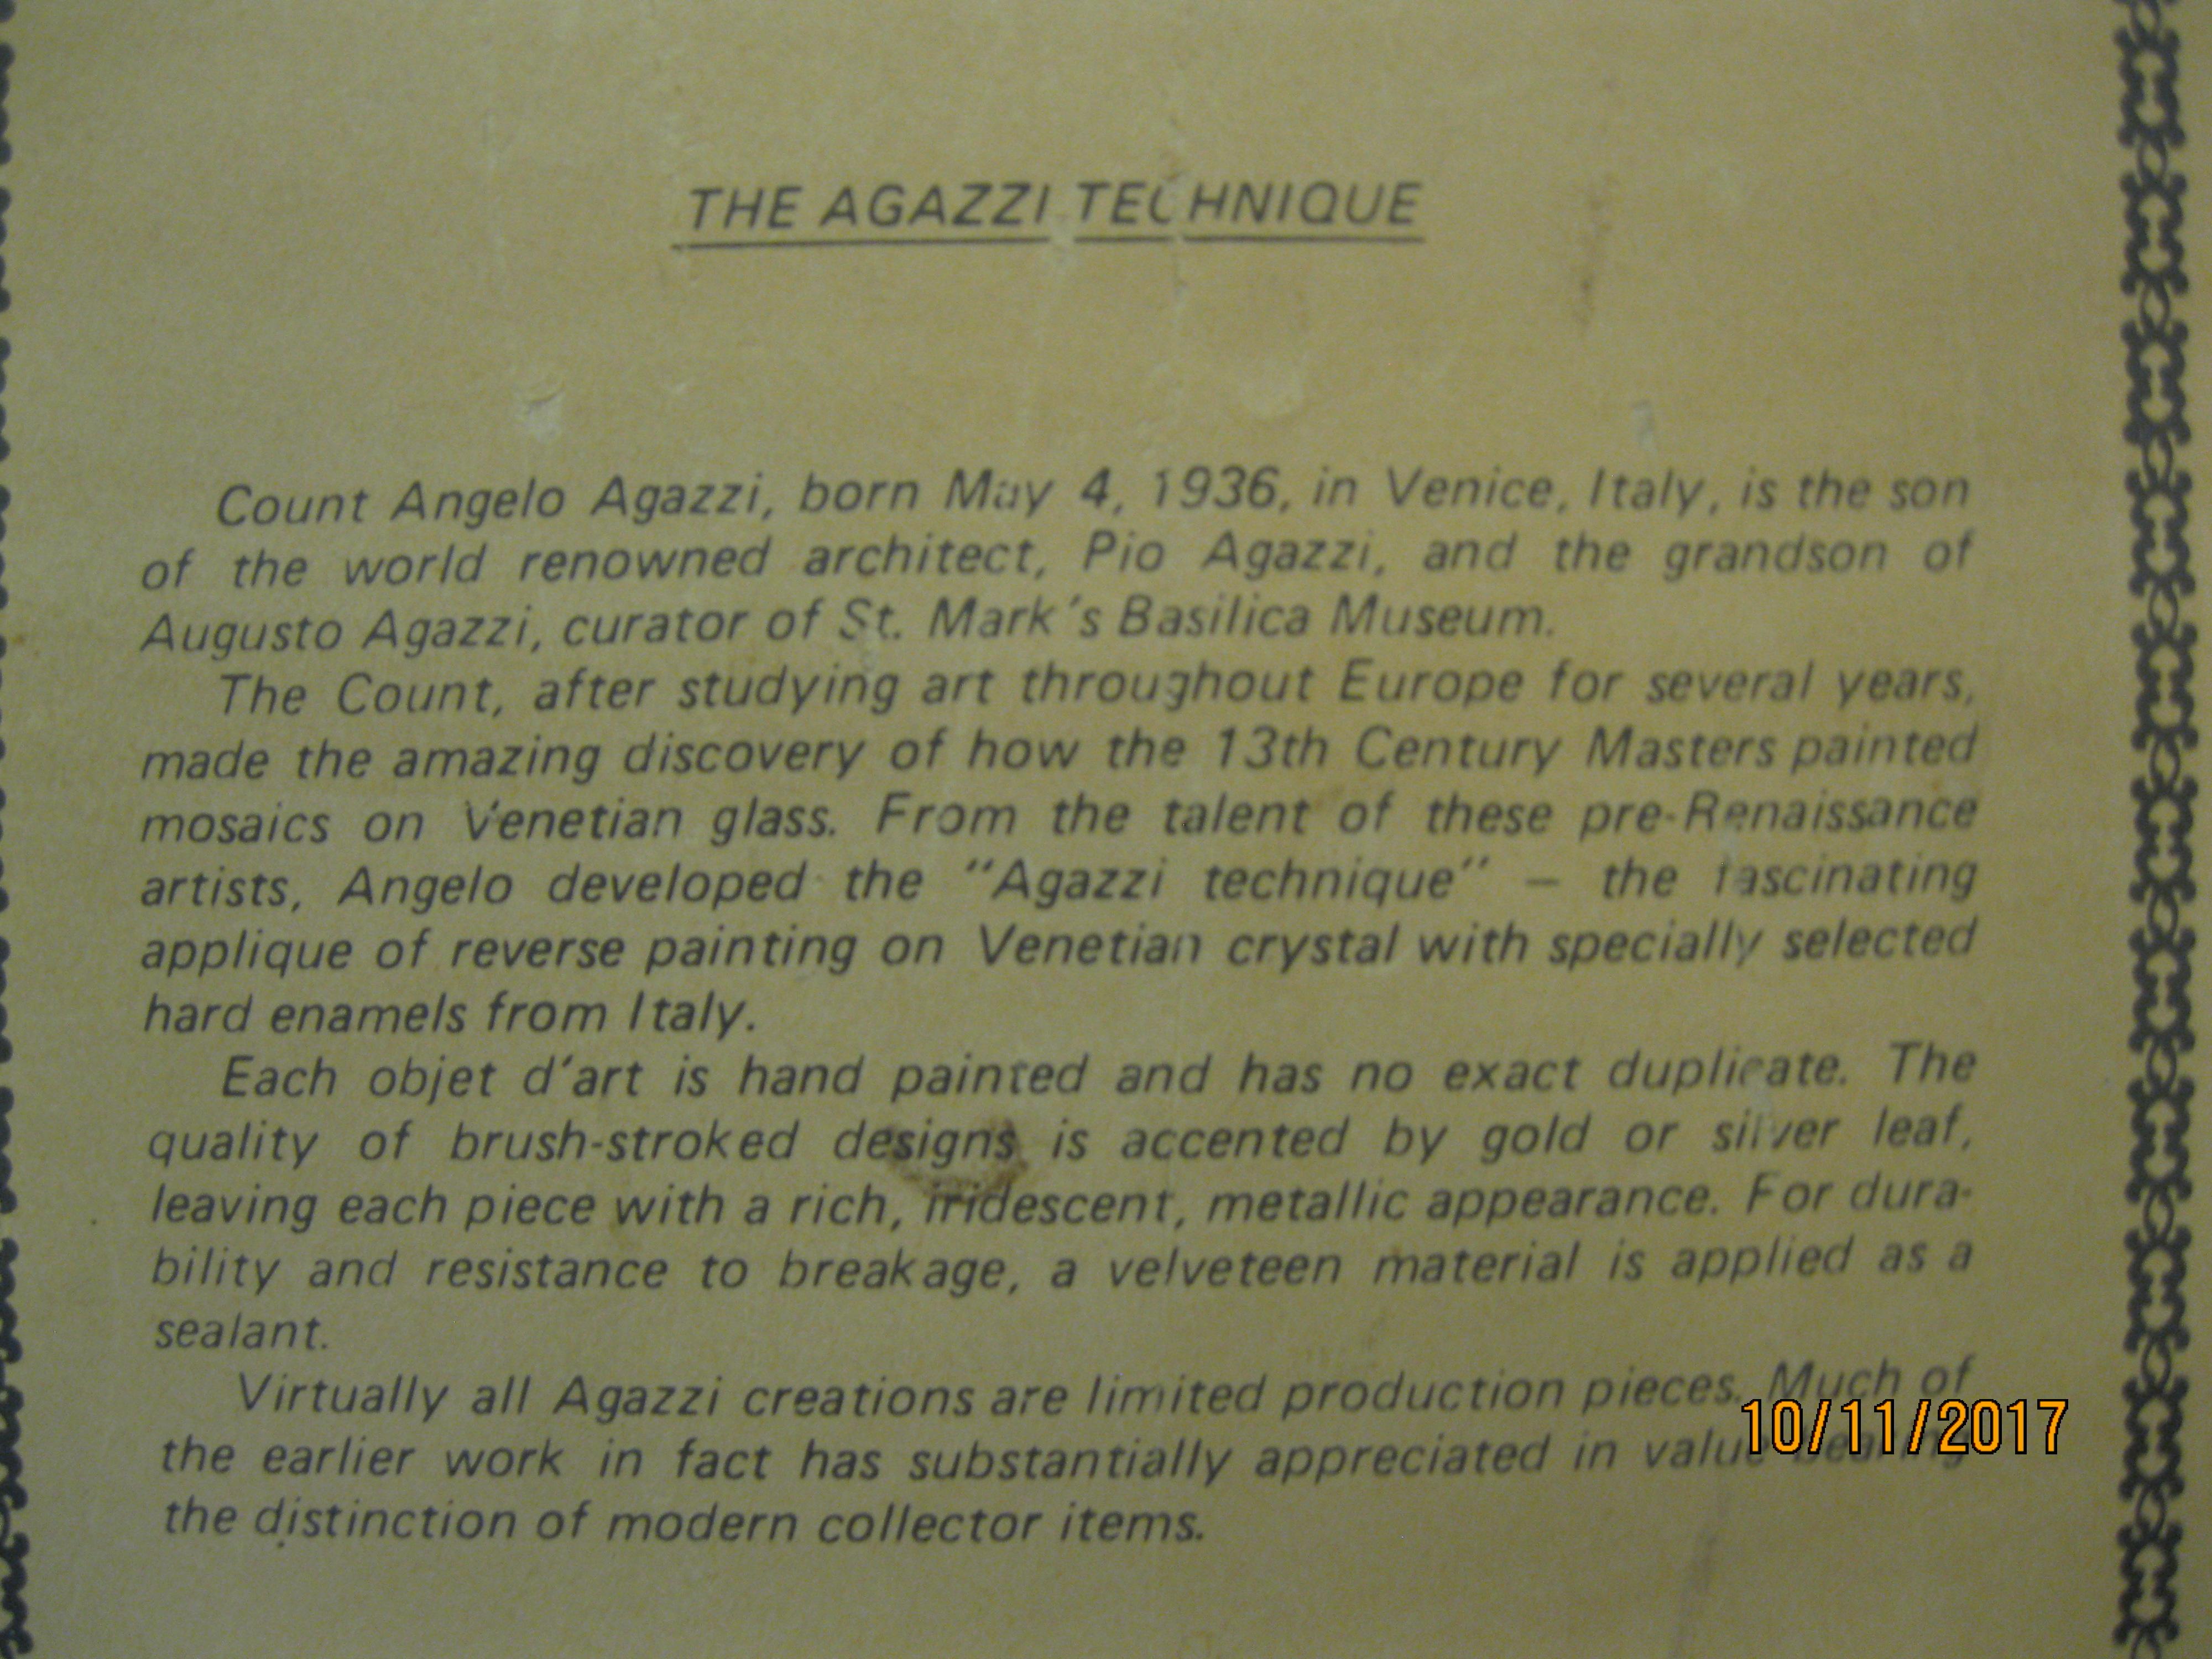 THE AGAZZI TECHNIQUE
Count Angelo Agazzi, born May 4, 1936, in Venice, Italy, is the son
of the world renowned architect, Pio Agazzi, and the grandson of
Augusto Agazzi, curator of St. Mark's Basilica Museum.
The Count, after studying art throughout Europe for several years,
made the amazing discovery of how the 13th Century Masters painted
mosaics on Venetian glass. From the talent of these pre-Renaissance
artists, Angelo developed the "Agazzi technique" — the fascinating
applique of reverse painting on Venetian crystal with specially selected
hard enamels from Italy.
Each objet d'art is hand painted and has no exact duplicate. The
quality of brush-stroked designs is accented by gold or silver leaf,
leaving each piece with a rich, iridescent, metallic appearance. For dura-
bility and resistance to breakage, a velveteen material is applied as a
sealant.
Virtually all Agazzi creations are limited production pieces. Much of
the earlier work in fact has substantially appreciated in value bearing
the distinction of modern collector items.
10/11/2017